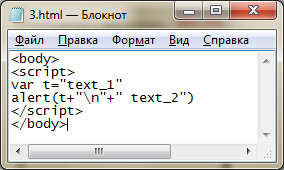 3.html — Блокнот
Файл Правка Формат Вид Справка
<body>
<script>
var t="text_1"
alert(t+"\n"+" text_2")
</script>
</body>